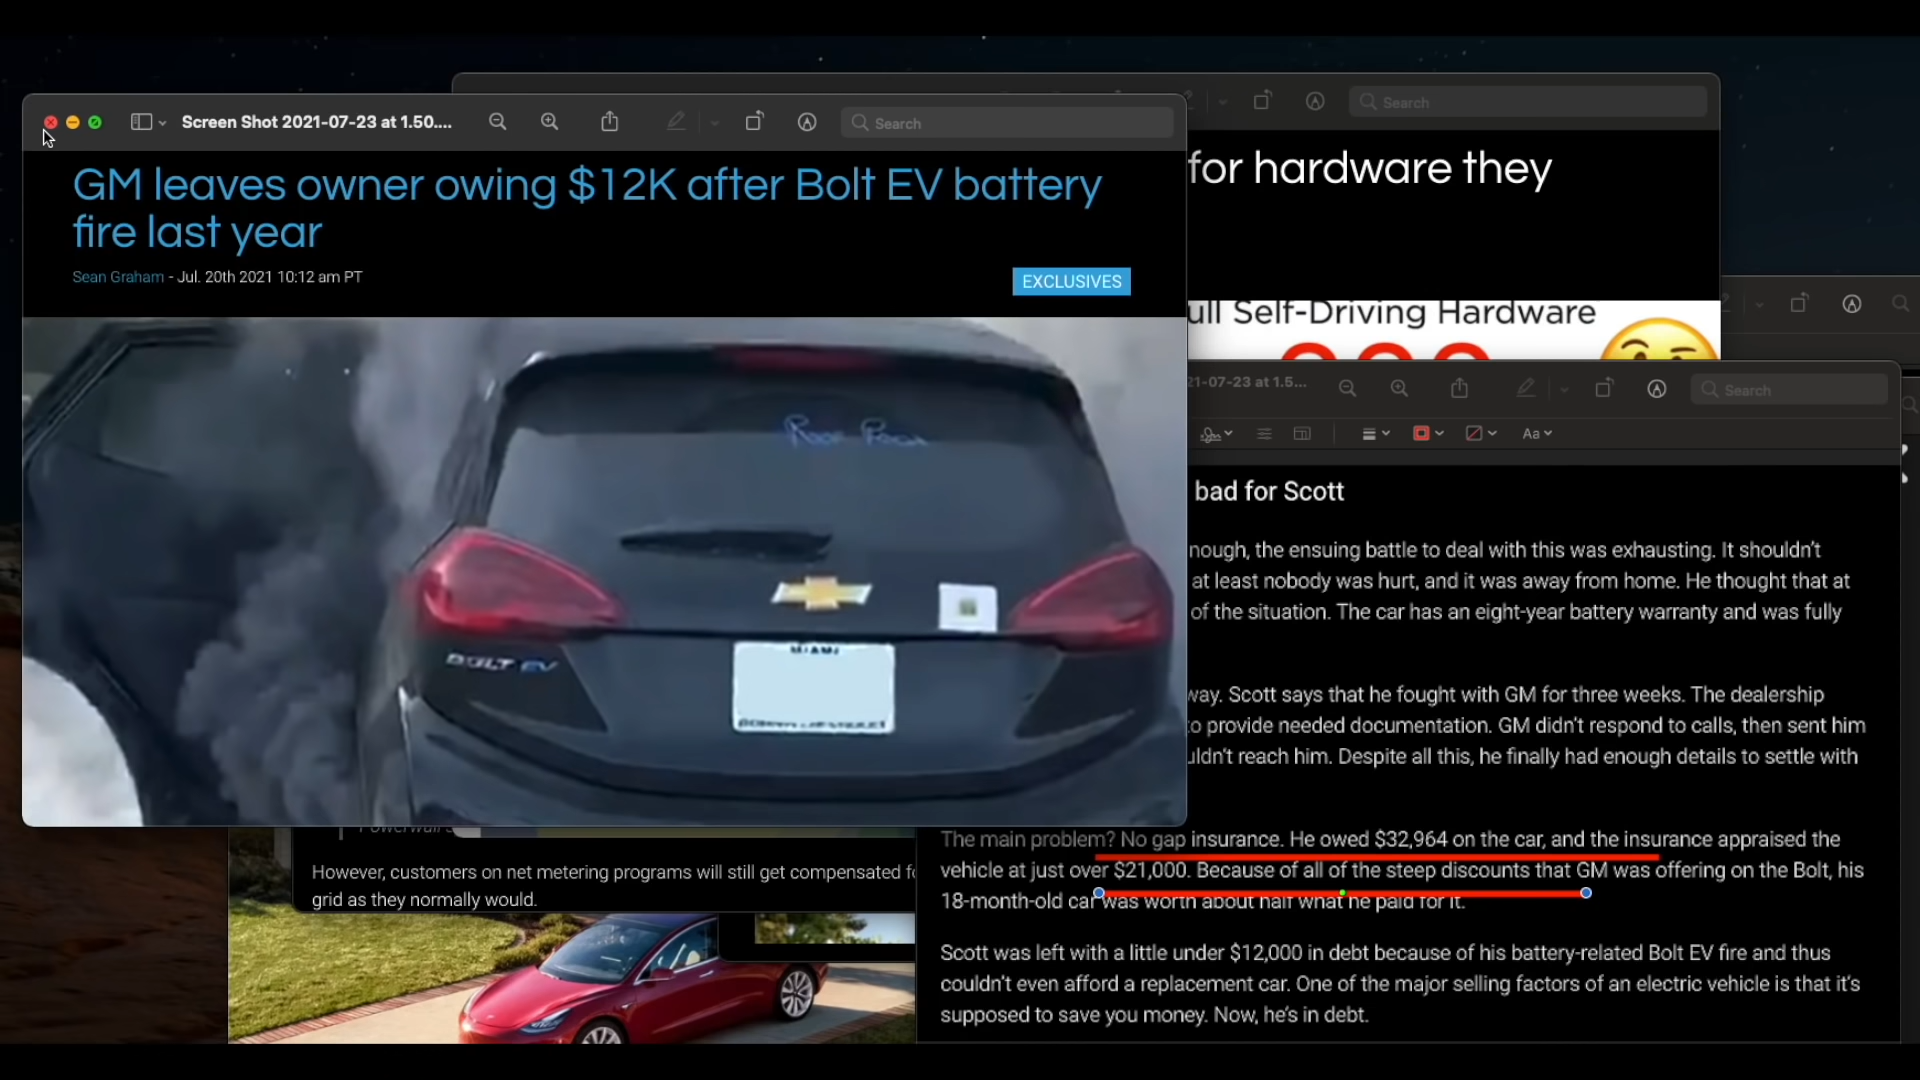 Screen Shot 2021-07-23 at 1.50....
Search
GM leaves owner owing $12K after Bolt EV battery
fire last year
Sean Graham - Jul. 20th 2021 10:12 am PT
EXCLUSIVES
BOLT EV
MIAMI
Search
for hardware they
ull Self-Driving Hardware
21-07-23 at 1.5...
Search
Aa
bad for Scott
nough, the ensuing battle to deal with this was exhausting. It shouldn't
at least nobody was hurt, and it was away from home. He thought that at
of the situation. The car has an eight-year battery warranty and was fully
way. Scott says that he fought with GM for three weeks. The dealership
to provide needed documentation. GM didn't respond to calls, then sent him
uldn't reach him. Despite all this, he finally had enough details to settle with
The main problem? No gap insurance. He owed $32,964 on the car, and the insurance appraised the
vehicle at just over $21,000. Because of all of the steep discounts that GM was offering on the Bolt, his
18-month-old car was worth about half what he paid for it.
Scott was left with a little under $12,000 in debt because of his battery-related Bolt EV fire and thus
couldn't even afford a replacement car. One of the major selling factors of an electric vehicle is that it's
supposed to save you money. Now, he's in debt.
However, customers on net metering programs will still get compensated fo
grid as they normally would.